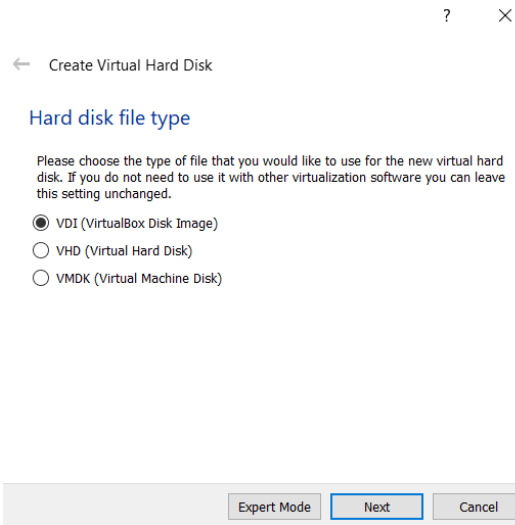 ?
Create Virtual Hard Disk
Hard disk file type
Please choose the type of file that you would like to use for the new virtual hard
disk. If you do not need to use it with other virtualization software you can leave
this setting unchanged.
VDI (VirtualBox Disk Image)
VHD (Virtual Hard Disk)
VMDK (Virtual Machine Disk)
Expert Mode Next Cancel